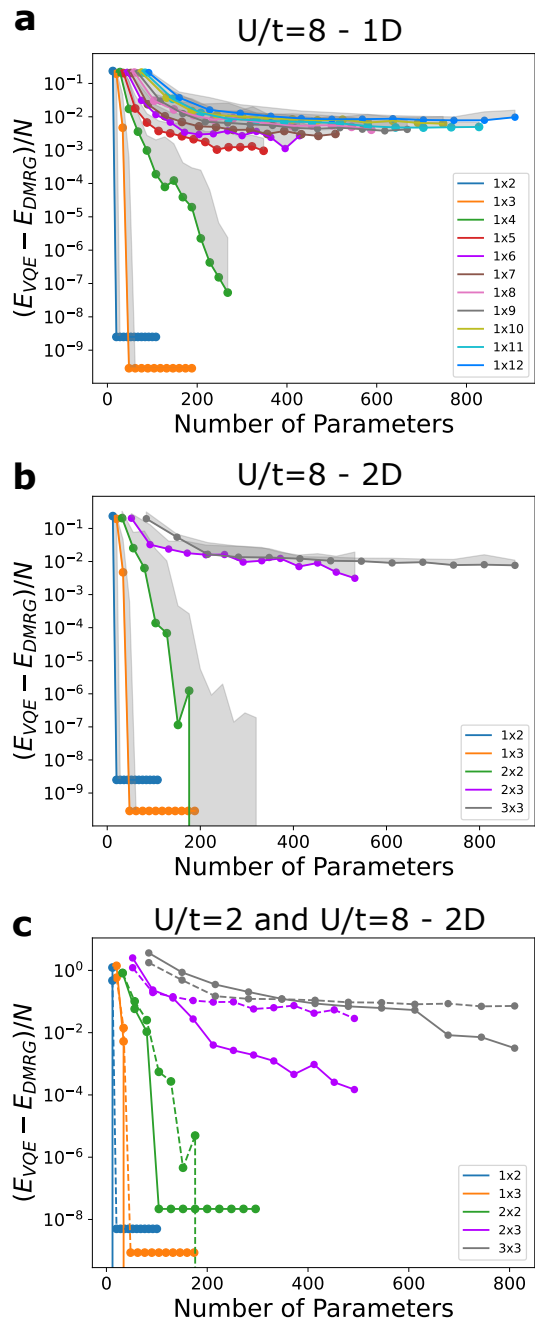 a
U/t=8 - 1D
(E_VQE − E_DMRG)/N
10⁻¹
10⁻²
10⁻³
10⁻⁴
10⁻⁵
10⁻⁶
10⁻⁷
10⁻⁸
10⁻⁹
1x2
1x3
1x4
1x5
1x6
1x7
1x8
1x9
1x10
1x11
1x12
0 200 400 600 800
Number of Parameters
b
U/t=8 - 2D
(E_VQE − E_DMRG)/N
10⁻¹
10⁻²
10⁻³
10⁻⁴
10⁻⁵
10⁻⁶
10⁻⁷
10⁻⁸
10⁻⁹
1x2
1x3
2x2
2x3
3x3
0 200 400 600 800
Number of Parameters
c
U/t=2 and U/t=8 - 2D
(E_VQE − E_DMRG)/N
10⁰
10⁻²
10⁻⁴
10⁻⁶
10⁻⁸
1x2
1x3
2x2
2x3
3x3
0 200 400 600 800
Number of Parameters